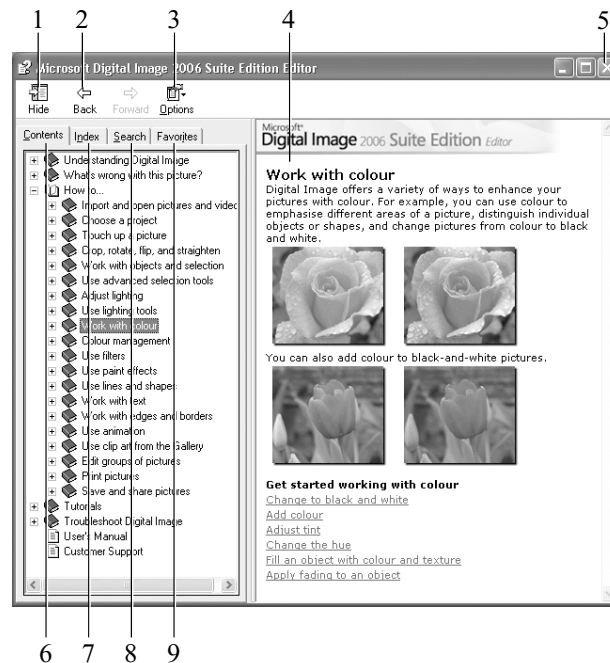 1 2 3 4 5
Microsoft Digital Image 2006 Suite Edition Editor
Hide Back Forward Options
Contents Index Search Favorites
Understanding Digital Image
What's wrong with this picture?
How to...
Import and open pictures and video
Choose a project
Touch up a picture
Crop, rotate, flip, and straighten
Work with objects and selection
Use advanced selection tools
Adjust lighting
Use lighting tools
Work with colour
Colour management
Use filters
Use paint effects
Use lines and shapes
Work with text
Work with edges and borders
Use animation
Use clip art from the Gallery
Edit groups of pictures
Print pictures
Save and share pictures
Tutorials
Troubleshoot Digital Image
User's Manual
Customer Support
Microsoft®
Digital Image 2006 Suite Edition Editor
Work with colour
Digital Image offers a variety of ways to enhance your
pictures with colour. For example, you can use colour to
emphasise different areas of a picture, distinguish individual
objects or shapes, and change pictures from colour to black
and white.
You can also add colour to black-and-white pictures.
Get started working with colour
Change to black and white
Add colour
Adjust tint
Change the hue
Fill an object with colour and texture
Apply fading to an object
6 7 8 9